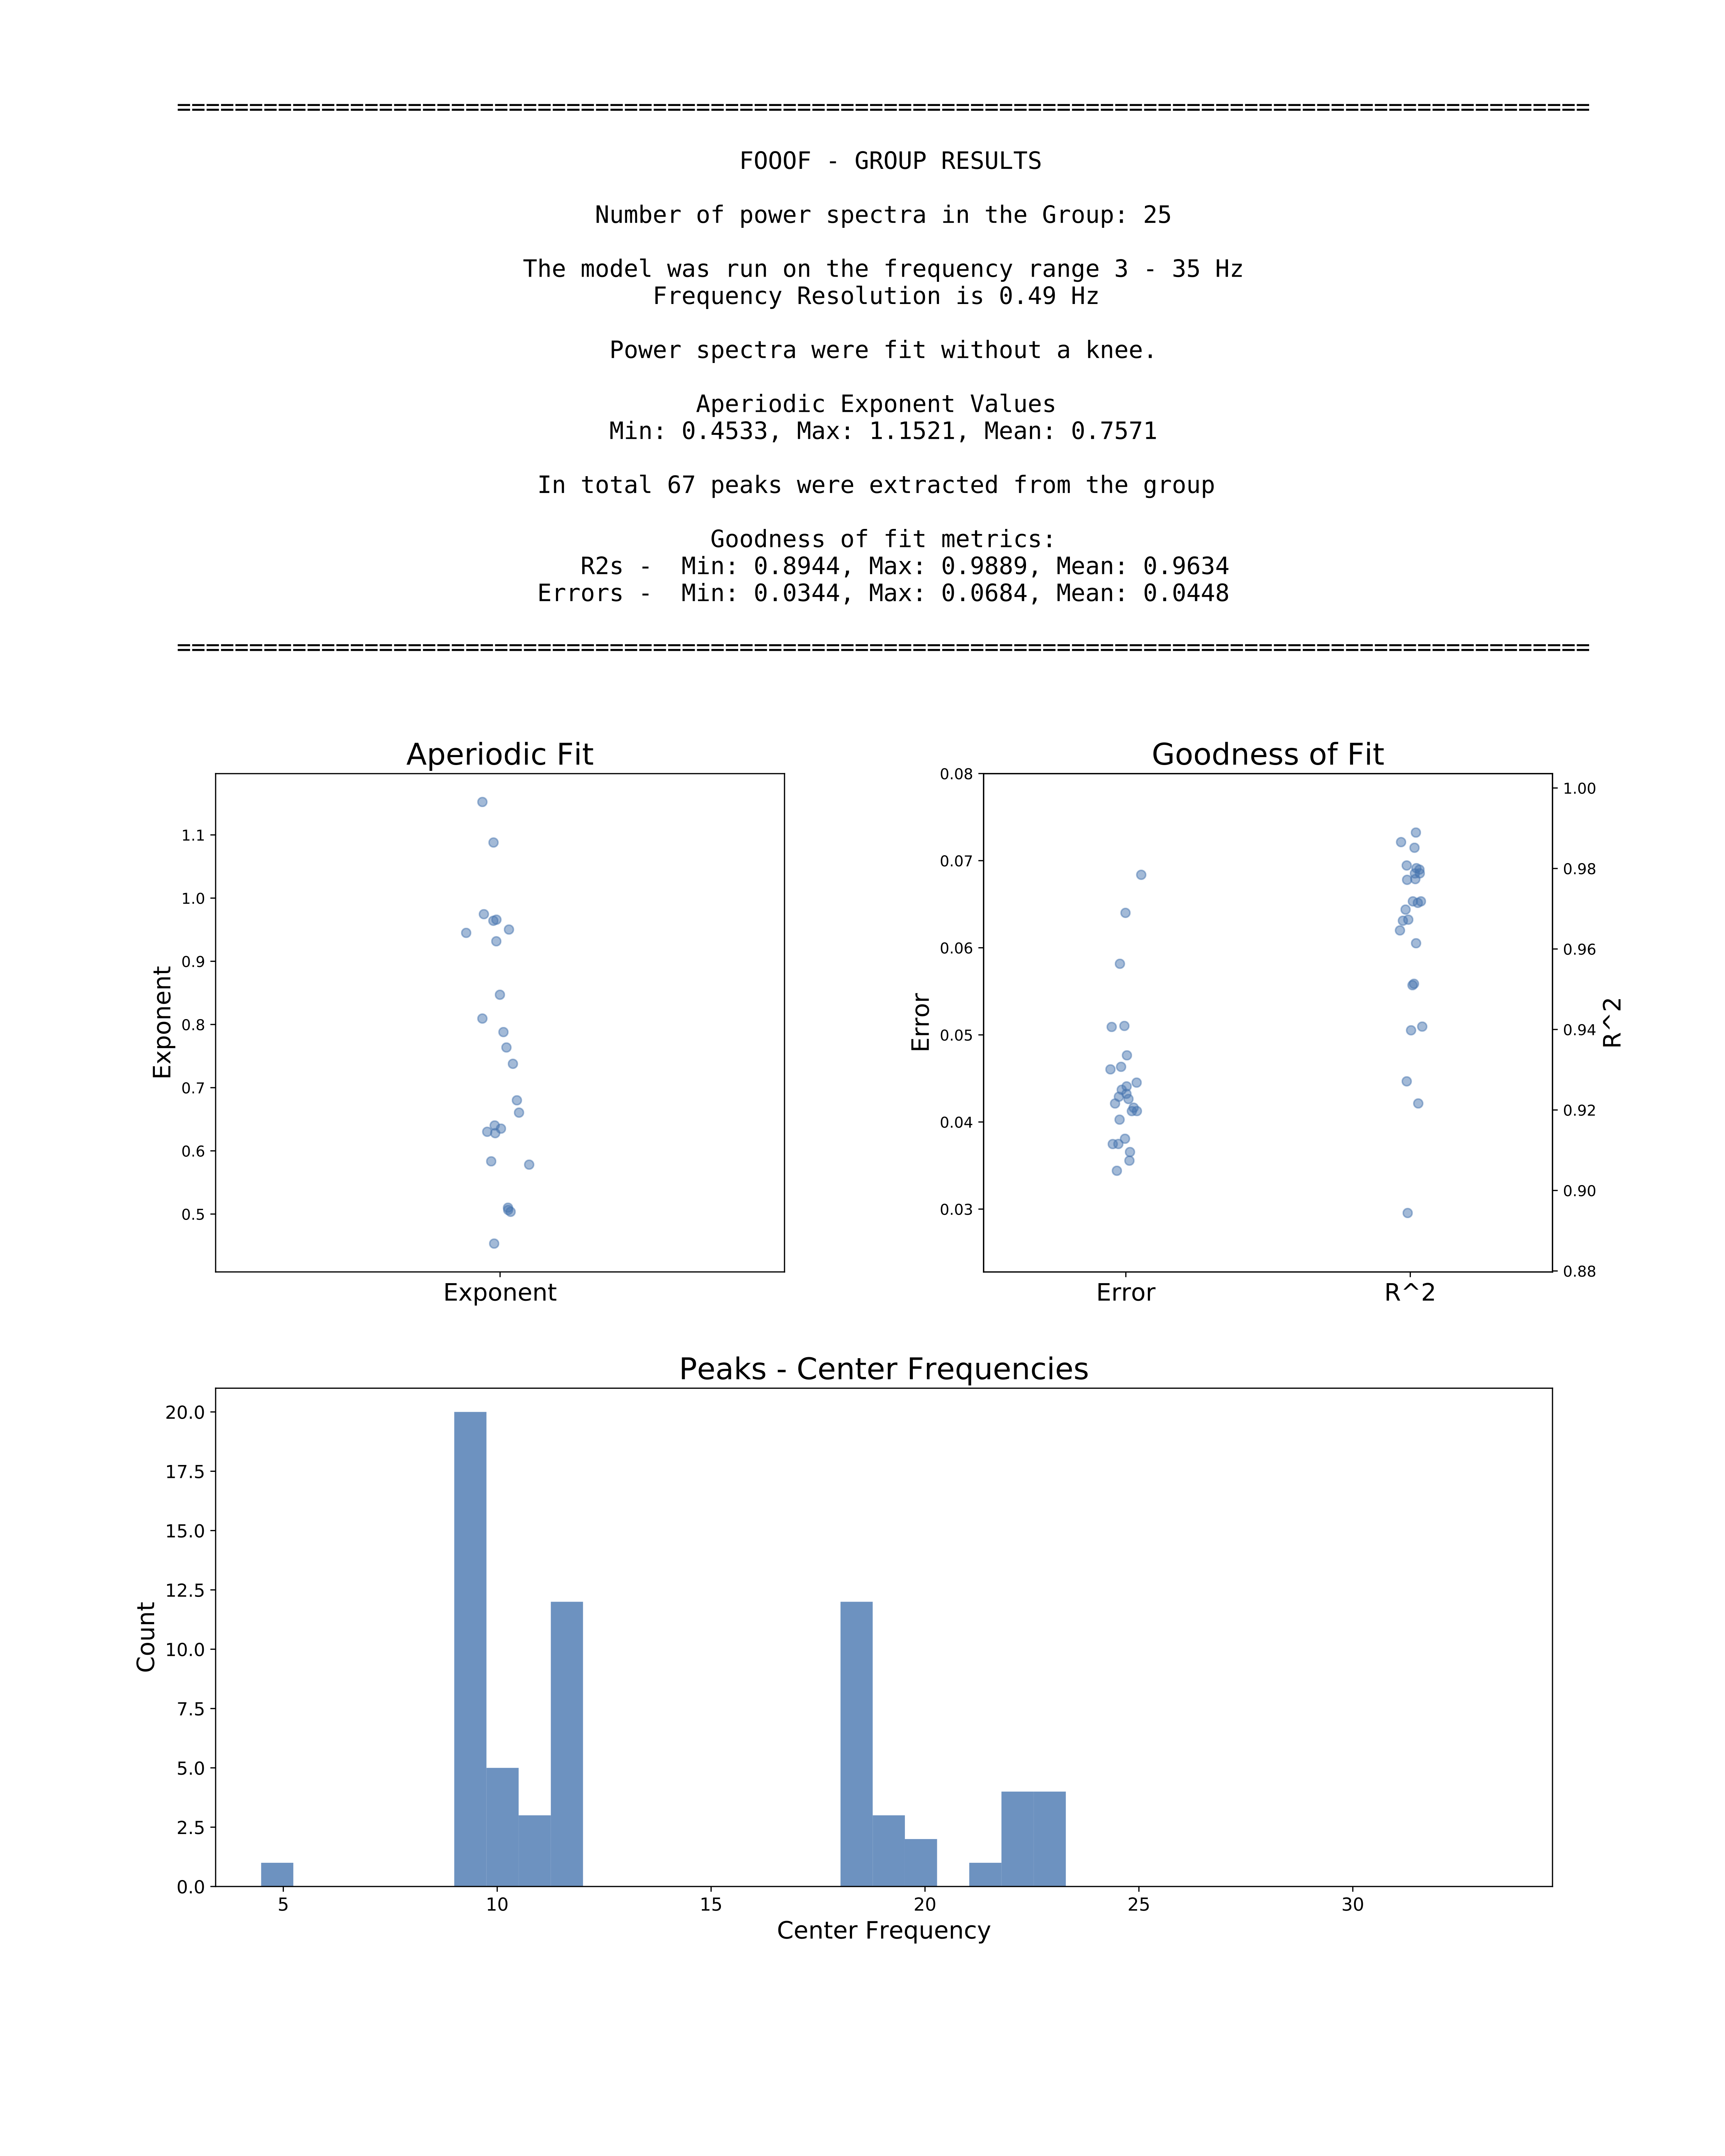 ==================================================================================================
FOOOF - GROUP RESULTS
Number of power spectra in the Group: 25
The model was run on the frequency range 3 - 35 Hz
Frequency Resolution is 0.49 Hz
Power spectra were fit without a knee.
Aperiodic Exponent Values
Min: 0.4533, Max: 1.1521, Mean: 0.7571
In total 67 peaks were extracted from the group
Goodness of fit metrics:
R2s -  Min: 0.8944, Max: 0.9889, Mean: 0.9634
Errors -  Min: 0.0344, Max: 0.0684, Mean: 0.0448
==================================================================================================
Aperiodic Fit
Exponent
1.1
1.0
0.9
0.8
0.7
0.6
0.5
Exponent
Goodness of Fit
Error
0.08
0.07
0.06
0.05
0.04
0.03
1.00
0.98
0.96
0.94
0.92
0.90
0.88
R^2
Error
R^2
Peaks - Center Frequencies
Count
20.0
17.5
15.0
12.5
10.0
7.5
5.0
2.5
0.0
5
10
15
20
25
30
Center Frequency